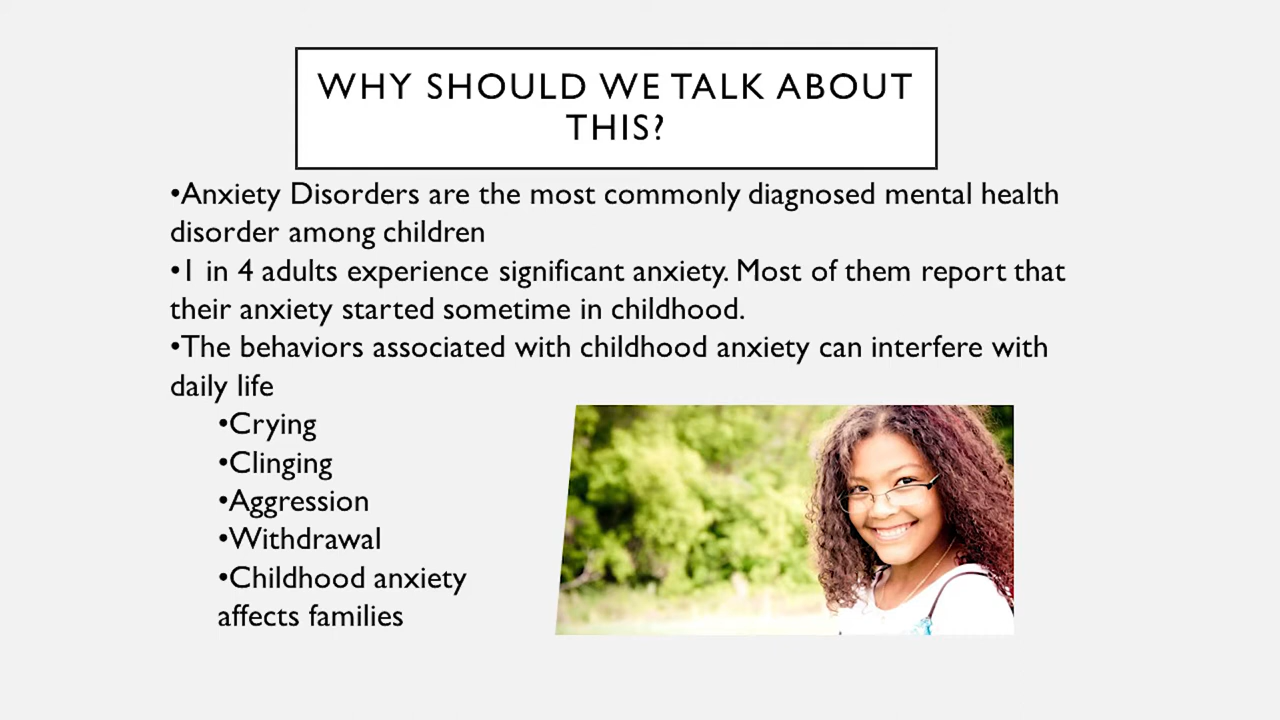 WHY SHOULD WE TALK ABOUT
THIS?
•Anxiety Disorders are the most commonly diagnosed mental health
disorder among children
•1 in 4 adults experience significant anxiety. Most of them report that
their anxiety started sometime in childhood.
•The behaviors associated with childhood anxiety can interfere with
daily life
•Crying
•Clinging
•Aggression
•Withdrawal
•Childhood anxiety
affects families